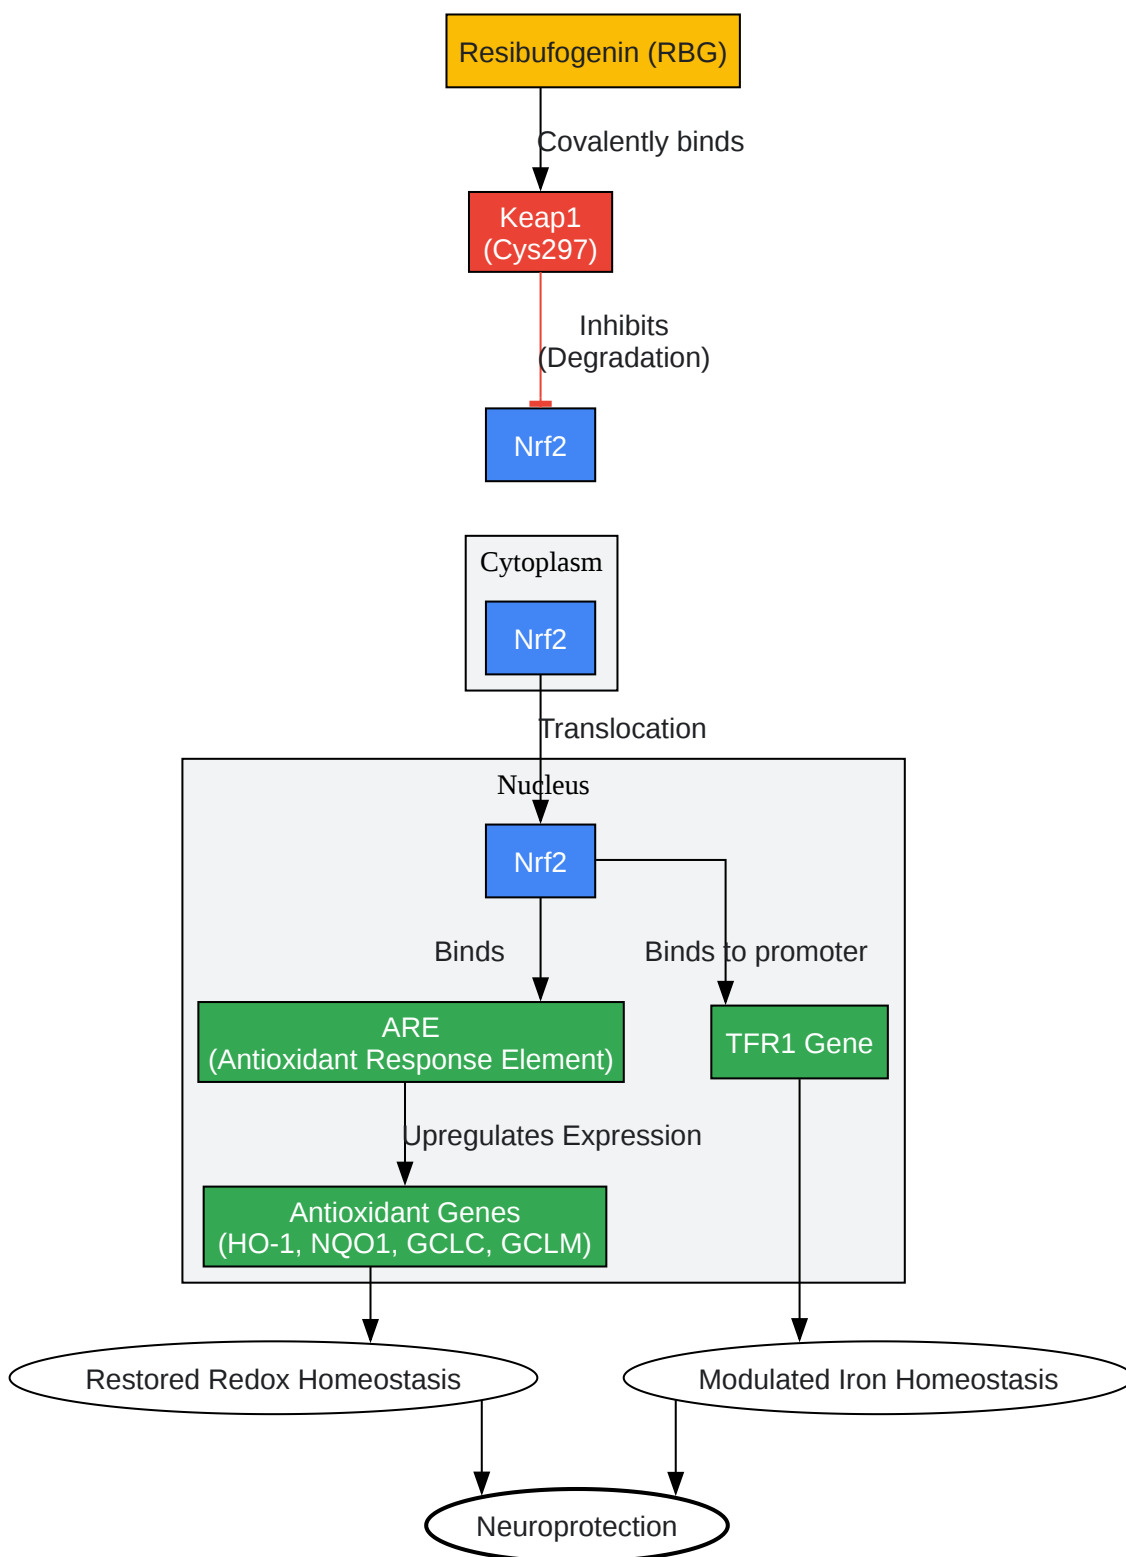 Resibufogenin (RBG)
Covalently binds
Keap1
(Cys297)
Inhibits
(Degradation)
Nrf2
Cytoplasm
Nrf2
Translocation
Nucleus
Nrf2
Binds
Binds to promoter
ARE
(Antioxidant Response Element)
TFR1 Gene
Upregulates Expression
Antioxidant Genes
(HO-1, NQO1, GCLC, GCLM)
Restored Redox Homeostasis
Modulated Iron Homeostasis
Neuroprotection